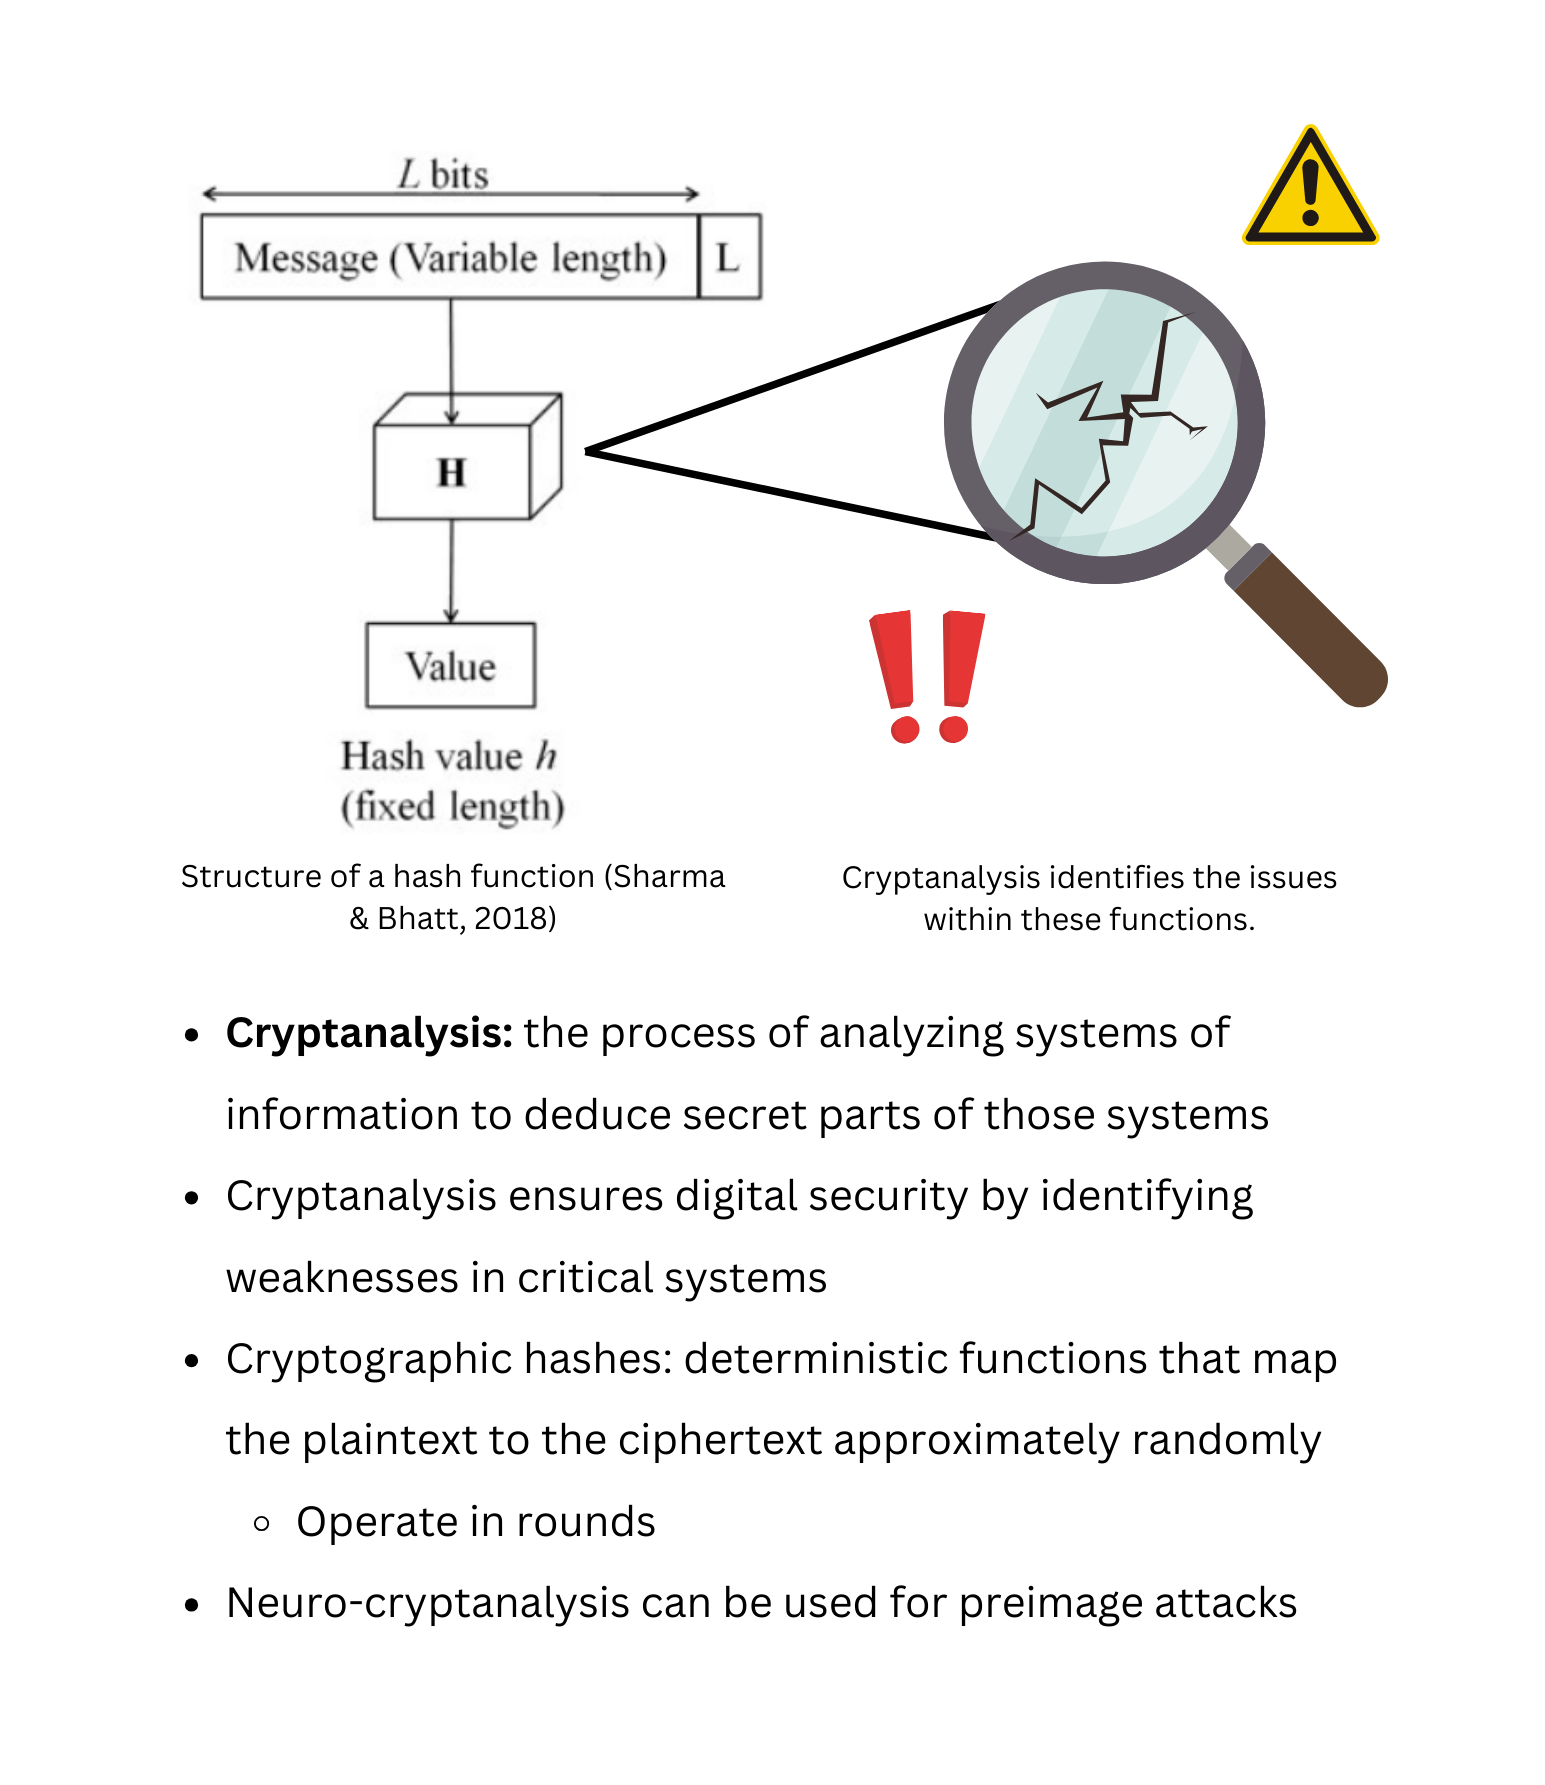 L bits
Message (Variable length) L
H
Value
Hash value h
(fixed length)
Structure of a hash function (Sharma
& Bhatt, 2018)
Cryptanalysis identifies the issues
within these functions.
• Cryptanalysis: the process of analyzing systems of
information to deduce secret parts of those systems
• Cryptanalysis ensures digital security by identifying
weaknesses in critical systems
• Cryptographic hashes: deterministic functions that map
the plaintext to the ciphertext approximately randomly
◦ Operate in rounds
• Neuro-cryptanalysis can be used for preimage attacks